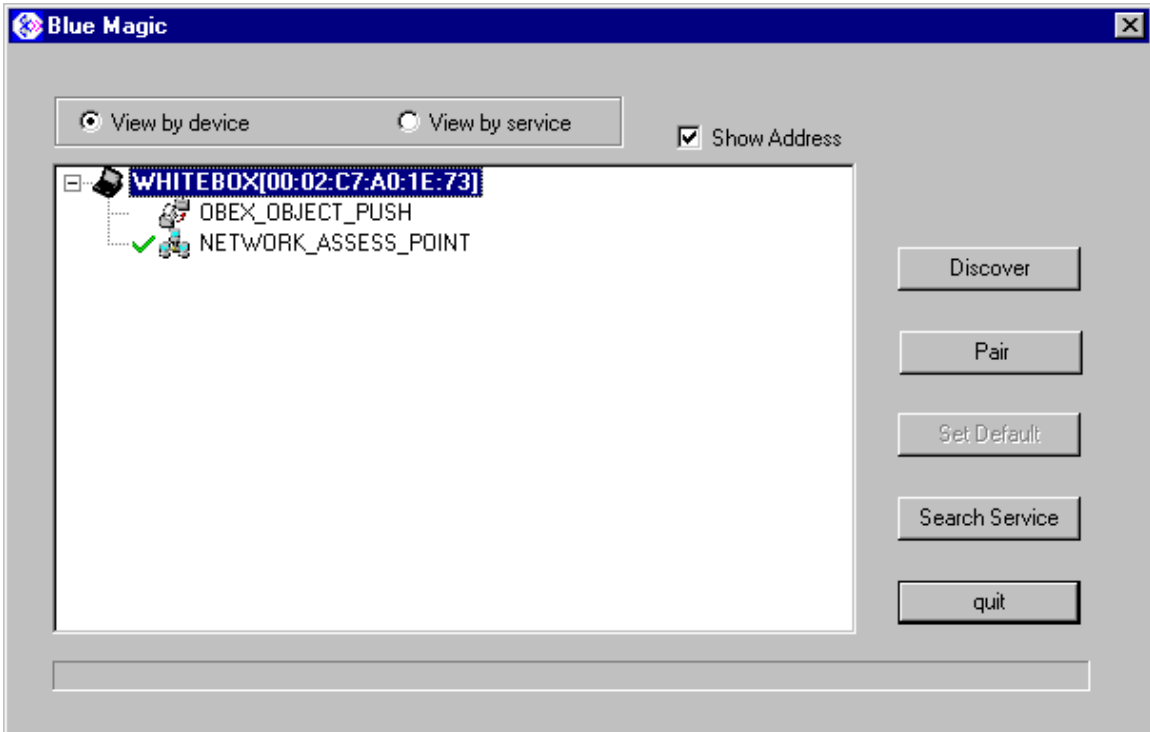 Blue Magic
View by device View by service
Show Address
WHITEBOX[00:02:C7:A0:1E:73]
OBEX_OBJECT_PUSH
NETWORK_ASSESS_POINT
Discover
Pair
Set Default
Search Service
quit